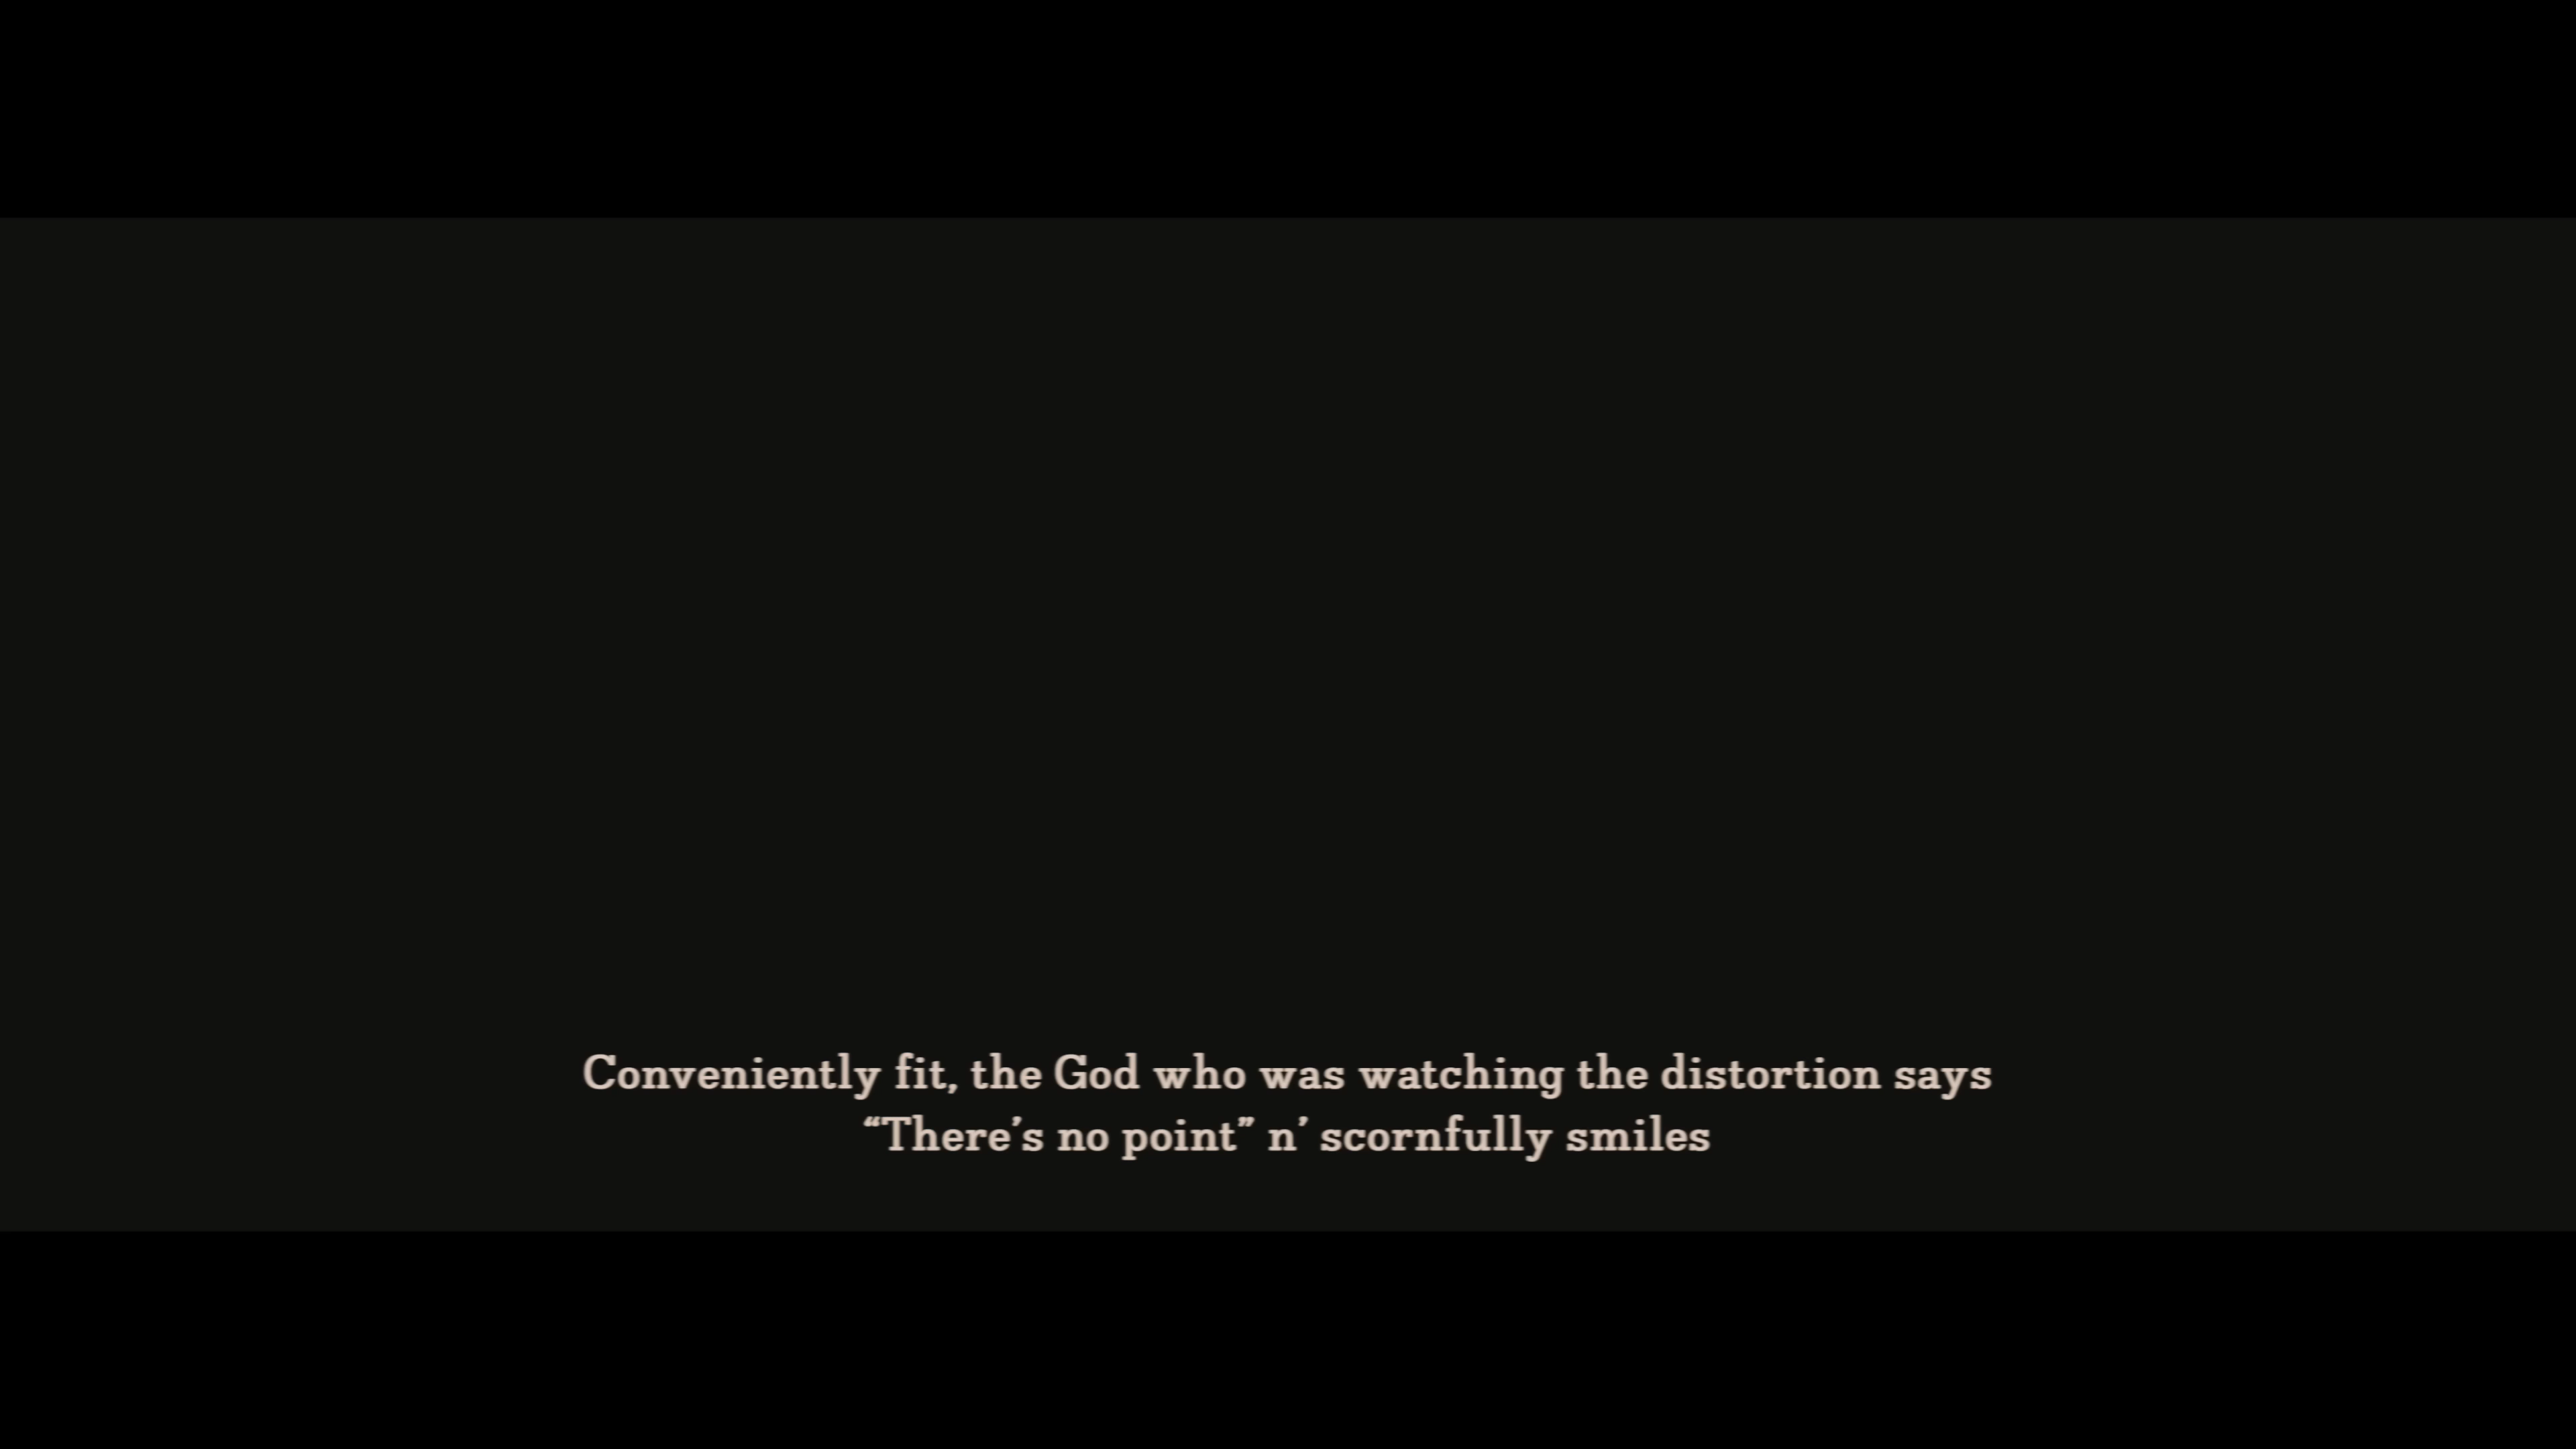 Conveniently fit, the God who was watching the distortion says
“There’s no point” n’ scornfully smiles